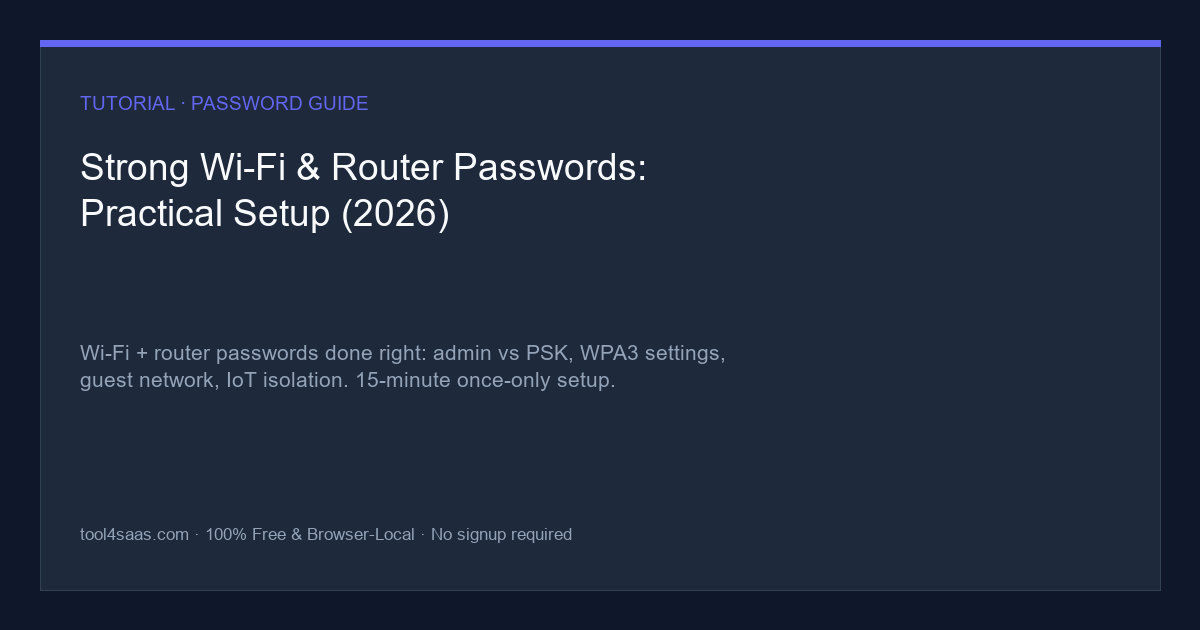 TUTORIAL · PASSWORD GUIDE
Strong Wi-Fi & Router Passwords:
Practical Setup (2026)
Wi-Fi + router passwords done right: admin vs PSK, WPA3 settings,
guest network, IoT isolation. 15-minute once-only setup.
tool4saas.com · 100% Free & Browser-Local · No signup required